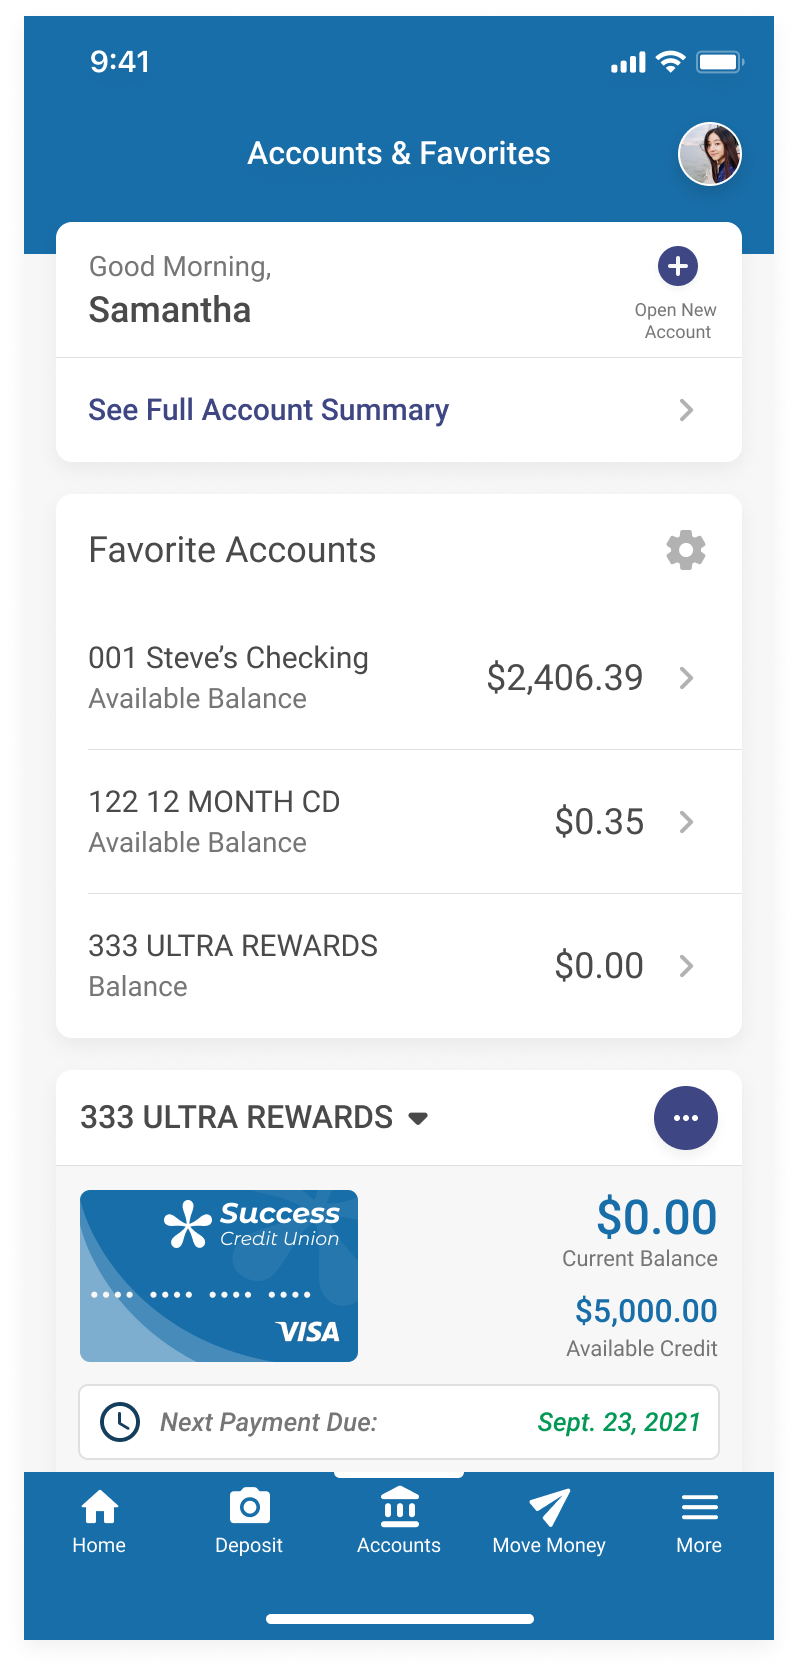 9:41
Accounts & Favorites
Good Morning,
Samantha
Open New
Account
See Full Account Summary
Favorite Accounts
001 Steve’s Checking
Available Balance
$2,406.39
122 12 MONTH CD
Available Balance
$0.35
333 ULTRA REWARDS
Balance
$0.00
333 ULTRA REWARDS
Success
Credit Union
VISA
$0.00
Current Balance
$5,000.00
Available Credit
Next Payment Due:
Sept. 23, 2021
Home
Deposit
Accounts
Move Money
More